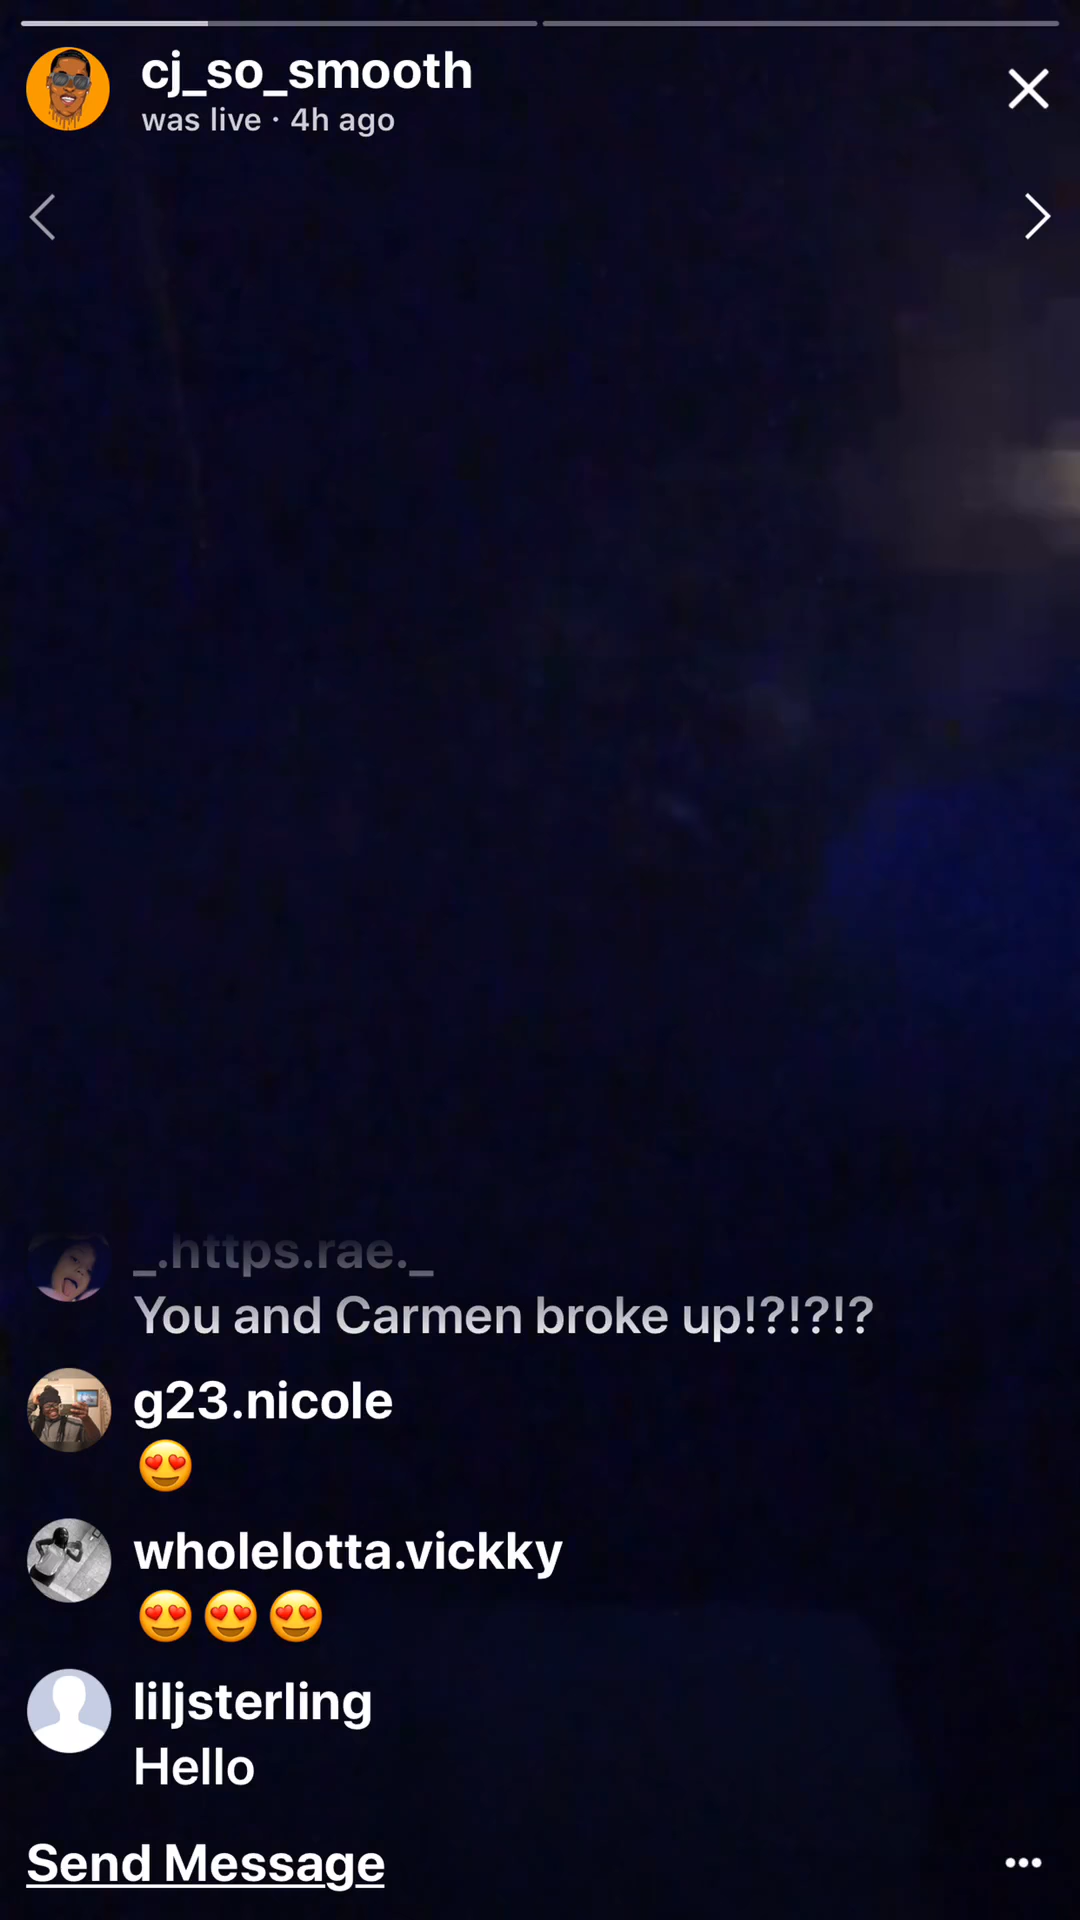 cj_so_smooth
was live · 4h ago
_.https.rae._
You and Carmen broke up!?!?!?
g23.nicole
😍
wholelotta.vickky
😍😍😍
liljsterling
Hello
Send Message